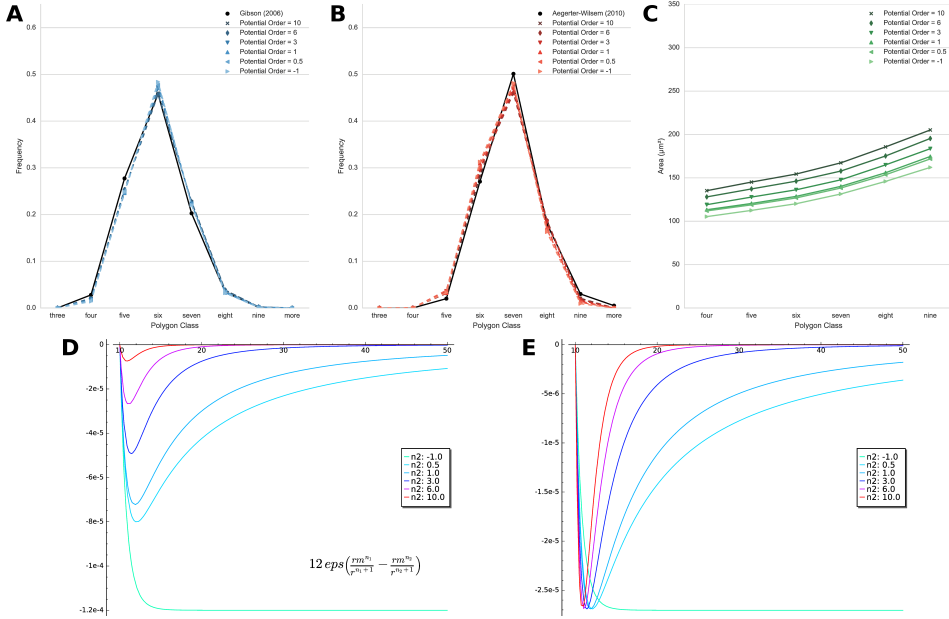 A
B
C
0.6
0.5
0.4
0.3
0.2
0.1
0.0
Frequency
Gibson (2006)
Potential Order = 10
Potential Order = 6
Potential Order = 3
Potential Order = 1
Potential Order = 0.5
Potential Order = -1
three four five six seven eight nine more
Polygon Class
0.6
0.5
0.4
0.3
0.2
0.1
0.0
Frequency
Aegerter-Wilsem (2010)
Potential Order = 10
Potential Order = 6
Potential Order = 3
Potential Order = 1
Potential Order = 0.5
Potential Order = -1
three four five six seven eight nine more
Polygon Class
350
300
250
200
150
100
50
0
Area (μm²)
Potential Order = 10
Potential Order = 6
Potential Order = 3
Potential Order = 1
Potential Order = 0.5
Potential Order = -1
four five six seven eight nine
Polygon Class
D
0
10 20 30 40 50
-2e-5
-4e-5
-6e-5
-8e-5
-1e-4
-1.2e-4
n2: -1.0
n2: 0.5
n2: 1.0
n2: 3.0
n2: 6.0
n2: 10.0
12 eps(rm^{n_1}/r^{n_1+1} − rm^{n_2}/r^{n_2+1})
E
0
10 20 30 40 50
-5e-6
-1e-5
-1.5e-5
-2e-5
-2.5e-5
n2: -1.0
n2: 0.5
n2: 1.0
n2: 3.0
n2: 6.0
n2: 10.0